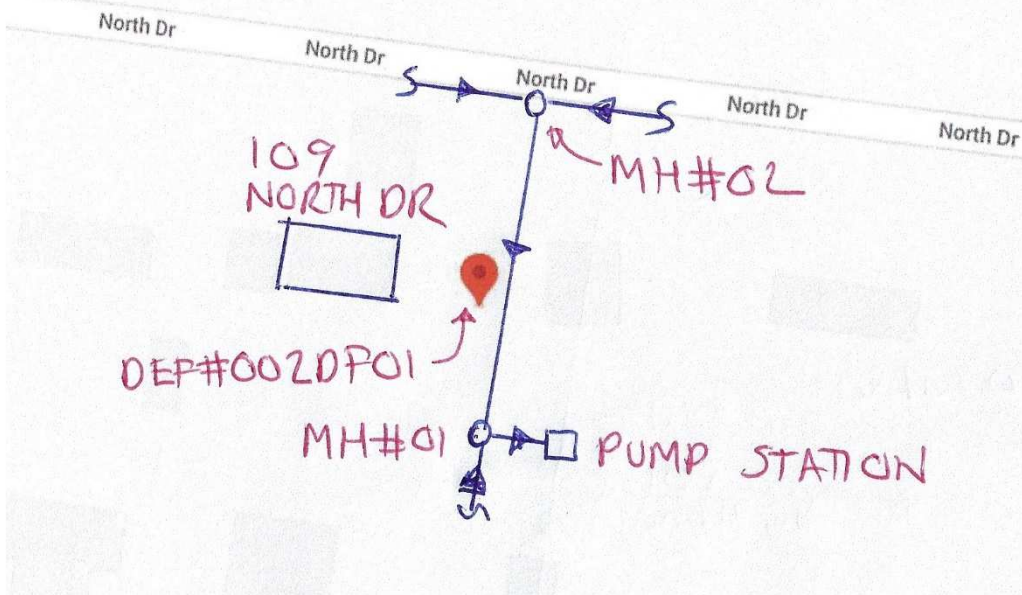 North Dr
North Dr
North Dr
North Dr
North Dr
S
S
MH#02
109
NORTH DR
DEP#002DP01
MH#01
PUMP STATION
S